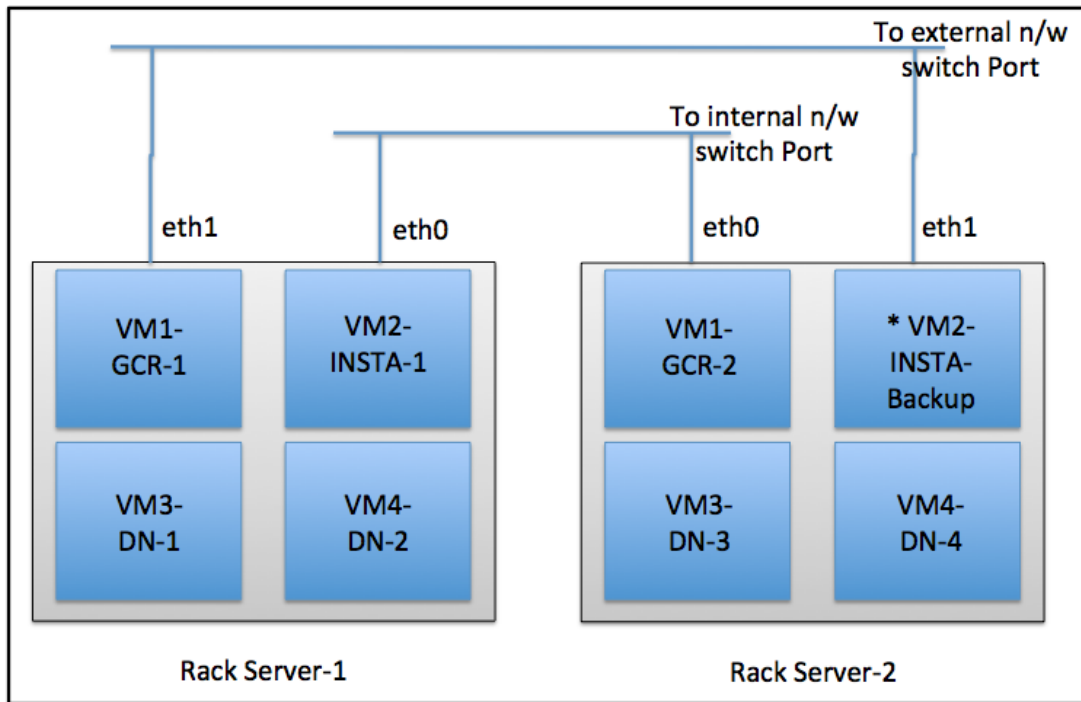 To external n/w
switch Port
To internal n/w
switch Port
eth1
eth0
eth0
eth1
VM1-
GCR-1
VM2-
INSTA-1
VM1-
GCR-2
* VM2-
INSTA-
Backup
VM3-
DN-1
VM4-
DN-2
VM3-
DN-3
VM4-
DN-4
Rack Server-1
Rack Server-2